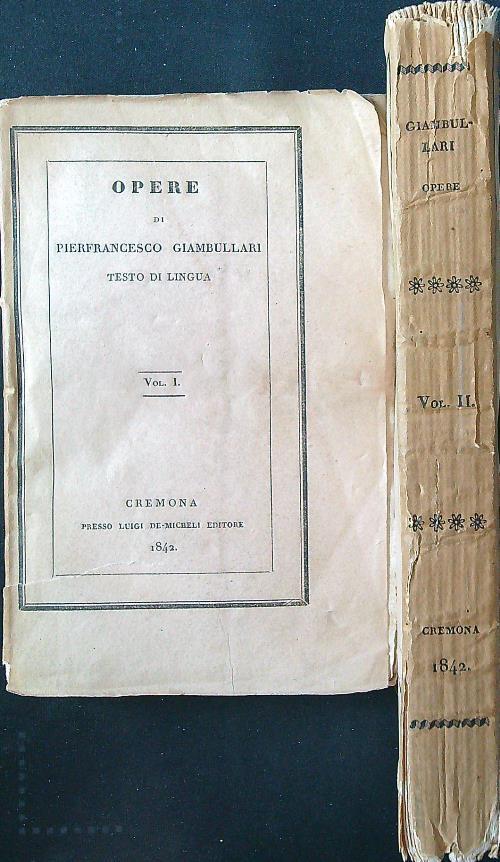 OPERE
DI
PIERFRANCESCO GIAMBULLARI
TESTO DI LINGUA
VOL. I.
CREMONA
PRESSO LUIGI DE-MICHELI EDITORE
1842.
GIAMBUL-
LARI
OPERE
VOL. II.
CREMONA
1842.